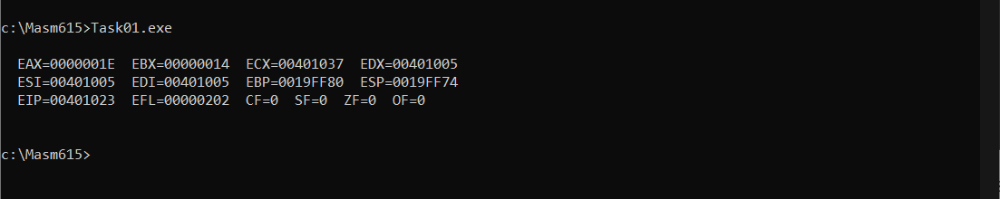 c:\Masm615>Task01.exe
EAX=0000001E EBX=00000014 ECX=00401037 EDX=00401005
ESI=00401005 EDI=00401005 EBP=0019FF80 ESP=0019FF74
EIP=00401023 EFL=00000202 CF=0 SF=0 ZF=0 OF=0
c:\Masm615>